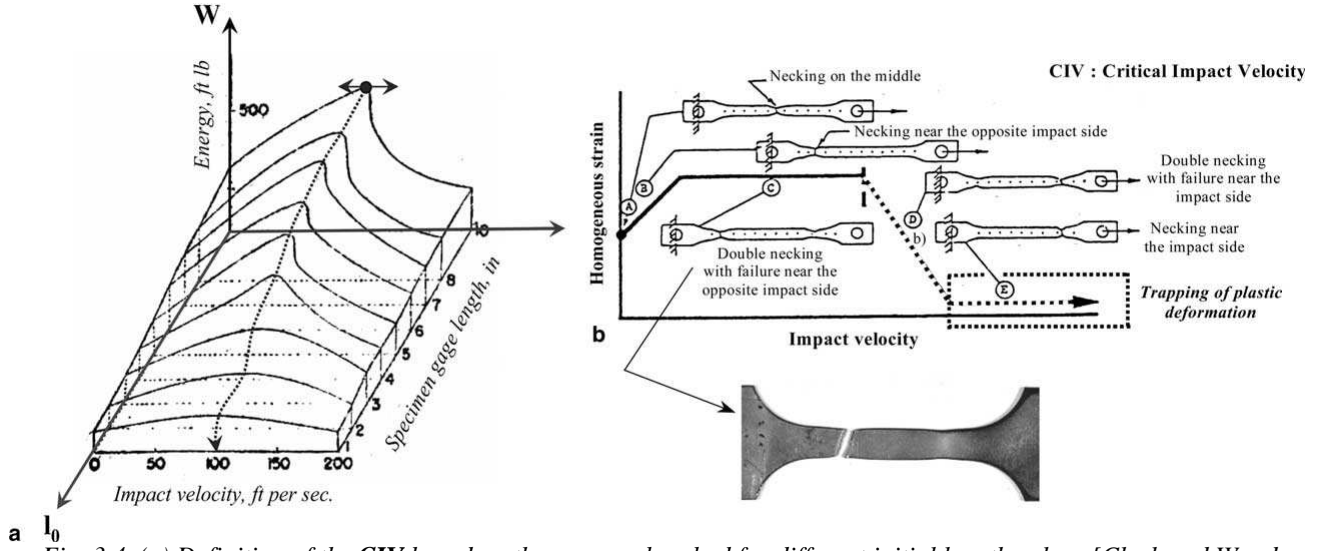 W
Energy, ft lb
500
10
8
7
6
5
4
3
2
1
Specimen gage length, in
0
50
100
150
200
Impact velocity, ft per sec.
a
l0
CIV : Critical Impact Velocity
Necking on the middle
Necking near the opposite impact side
Double necking
with failure near the
impact side
Necking near
the impact side
Homogeneous strain
A
B
C
D
b)
E
Double necking
with failure near the
opposite impact side
Trapping of plastic
deformation
b
Impact velocity